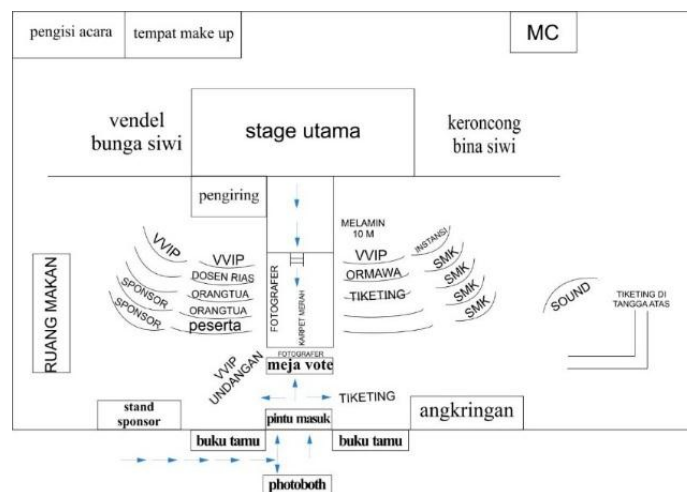 pengisi acara
tempat make up
MC
vendel
bunga siwi
stage utama
keroncong
bina siwi
pengiring
MELAMIN
10 M
VVIP
VVIP
VVIP
INSTANSI
DOSEN RIAS
ORMAWA
SMK
SPONSOR
ORANGTUA
TIKETING
SMK
SPONSOR
ORANGTUA
SMK
peserta
SMK
RUANG MAKAN
FOTOGRAFER
KARPET MERAH
SOUND
TIKETING DI
TANGGA ATAS
FOTOGRAFER
meja vote
VVIP
UNDANGAN
TIKETING
stand
sponsor
pintu masuk
angkringan
buku tamu
buku tamu
photoboth